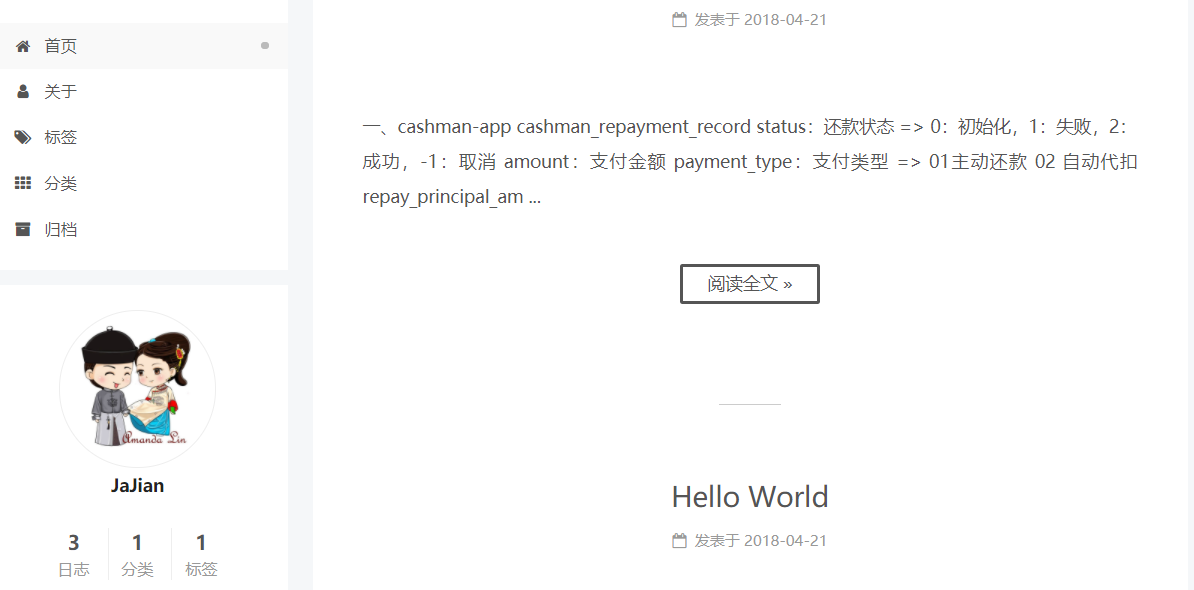 首页
关于
标签
分类
归档
Amanda Lin
JaJian
3
1
1
日志
分类
标签
发表于 2018-04-21
一、cashman-app cashman_repayment_record status：还款状态 => 0：初始化，1：失败，2：
成功，-1：取消 amount：支付金额 payment_type：支付类型 => 01主动还款 02 自动代扣
repay_principal_am ...
阅读全文 »
Hello World
发表于 2018-04-21